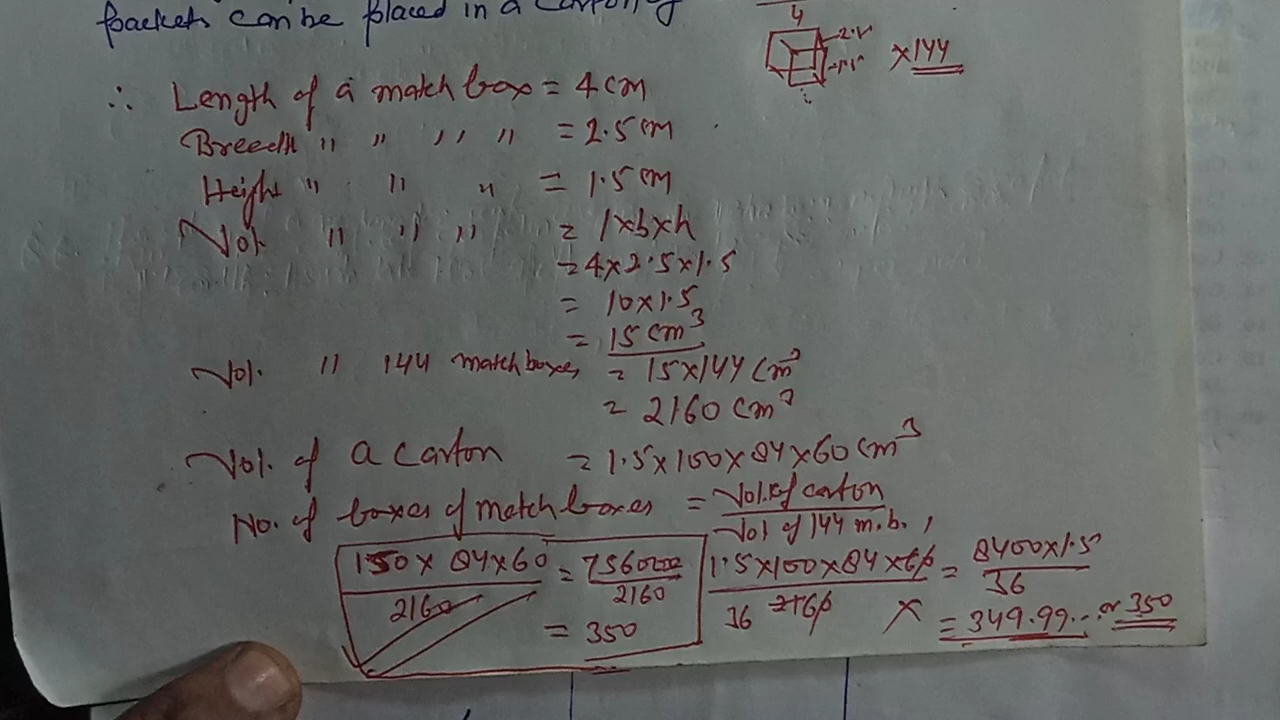 packets can be placed in a carton of
4
2.5
1.5
×144
∴ Length of a match box = 4 cm
Breadth " " " " = 2.5 cm
Height " " " = 1.5 cm
Vol. " " " = l×b×h
= 4×2.5×1.5
= 10×1.5
= 15 cm³
Vol. " 144 match boxes = 15×144 cm³
= 2160 cm³
Vol. of a carton = 1.5×100×84×60 cm³
No. of boxes of match boxes = Vol. of carton / Vol of 144 m.b.,
150 × 84×60 / 2160 = 756000 / 2160
= 350
1.5×100×84×60 / 2160 = 8400×1.5 / 36
36
× = 349.99... or 350